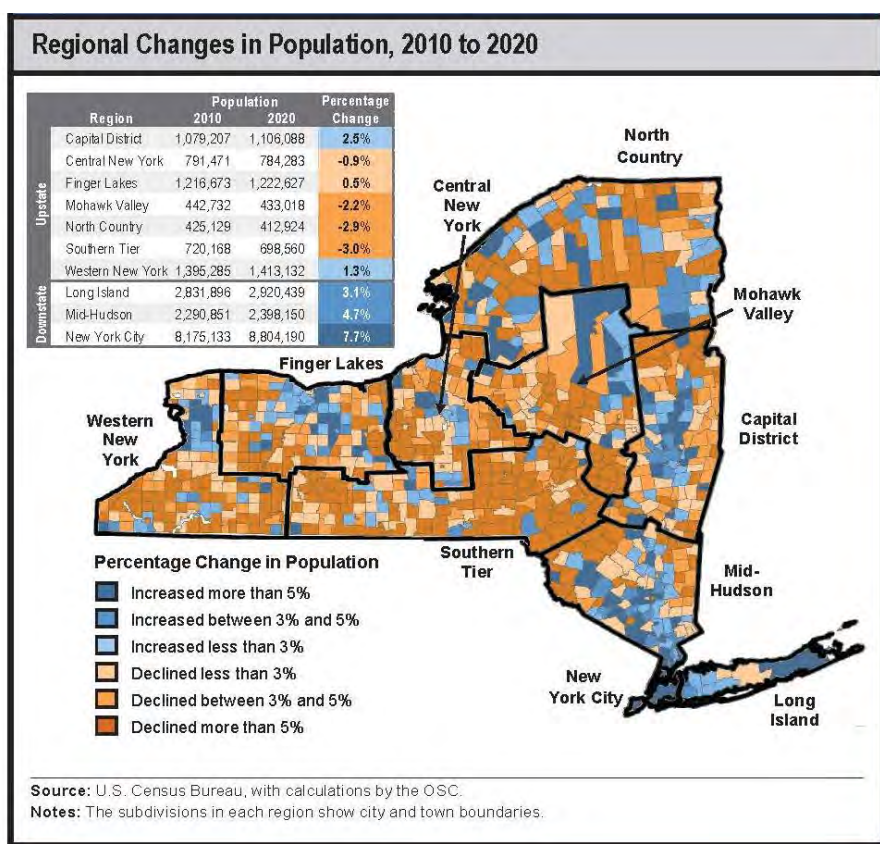 Regional Changes in Population, 2010 to 2020
Population Percentage
Region 2010 2020 Change
Upstate
Capital District 1,079,207 1,106,088 2.5%
Central New York 791,471 784,283 -0.9%
Finger Lakes 1,216,673 1,222,627 0.5%
Mohawk Valley 442,732 433,018 -2.2%
North Country 425,129 412,924 -2.9%
Southern Tier 720,168 698,560 -3.0%
Western New York 1,395,285 1,413,132 1.3%
Downstate
Long Island 2,831,896 2,920,439 3.1%
Mid-Hudson 2,290,851 2,398,150 4.7%
New York City 8,175,133 8,804,190 7.7%
North
Country
Central
New
York
Mohawk
Valley
Finger Lakes
Western
New
York
Capital
District
Southern
Tier
Mid-
Hudson
New
York City
Long
Island
Percentage Change in Population
Increased more than 5%
Increased between 3% and 5%
Increased less than 3%
Declined less than 3%
Declined between 3% and 5%
Declined more than 5%
Source: U.S. Census Bureau, with calculations by the OSC.
Notes: The subdivisions in each region show city and town boundaries.